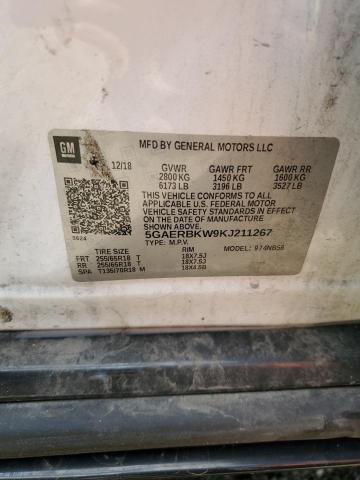 GM
MFD BY GENERAL MOTORS LLC
12/18 GVWR GAWR FRT GAWR RR
2800 KG 1450 KG 1600 KG
6173 LB 3196 LB 3527 LB
THIS VEHICLE CONFORMS TO ALL
APPLICABLE U.S. FEDERAL MOTOR
VEHICLE SAFETY STANDARDS IN EFFECT
ON THE DATE OF MANUFACTURE
SHOWN ABOVE.
5GAERBKW9KJ211267
5624 TYPE: M.P.V. MODEL: 974NB56
TIRE SIZE RIM
FRT 255/65R18 T 18X7.5J
RR 255/65R18 T 18X7.5J
SPA T135/70R18 M 18X4.5B